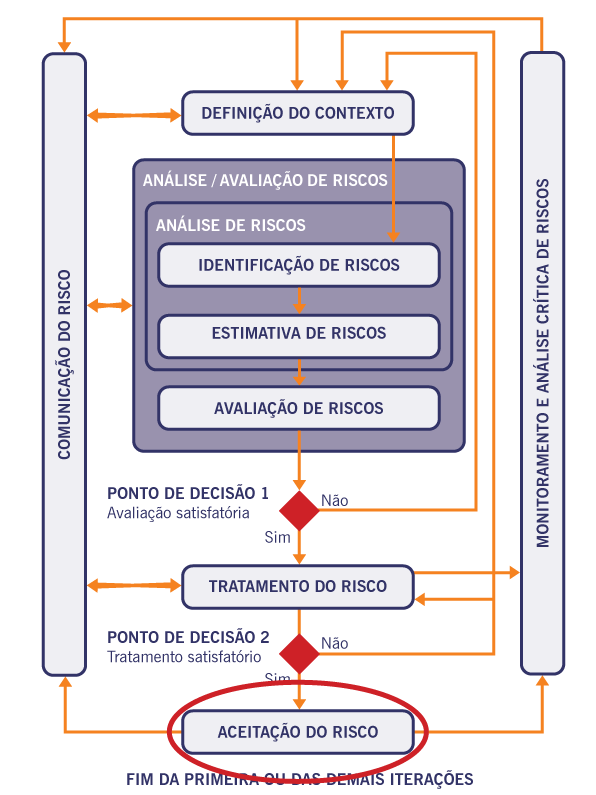 DEFINIÇÃO DO CONTEXTO
ANÁLISE / AVALIAÇÃO DE RISCOS
ANÁLISE DE RISCOS
IDENTIFICAÇÃO DE RISCOS
ESTIMATIVA DE RISCOS
AVALIAÇÃO DE RISCOS
COMUNICAÇÃO DO RISCO
MONITORAMENTO E ANÁLISE CRÍTICA DE RISCOS
PONTO DE DECISÃO 1
Avaliação satisfatória
Não
Sim
TRATAMENTO DO RISCO
PONTO DE DECISÃO 2
Tratamento satisfatório
Não
Sim
ACEITAÇÃO DO RISCO
FIM DA PRIMEIRA OU DAS DEMAIS ITERAÇÕES